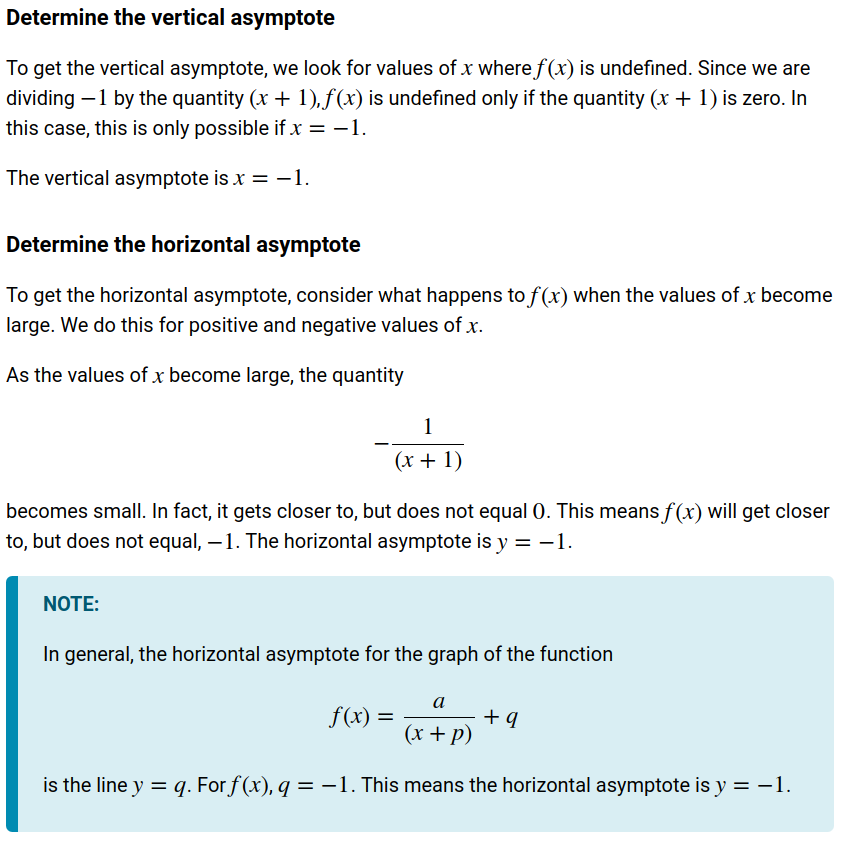 Determine the vertical asymptote
To get the vertical asymptote, we look for values of x where f(x) is undefined. Since we are
dividing −1 by the quantity (x + 1), f(x) is undefined only if the quantity (x + 1) is zero. In
this case, this is only possible if x = −1.
The vertical asymptote is x = −1.
Determine the horizontal asymptote
To get the horizontal asymptote, consider what happens to f(x) when the values of x become
large. We do this for positive and negative values of x.
As the values of x become large, the quantity
−1/(x + 1)
becomes small. In fact, it gets closer to, but does not equal 0. This means f(x) will get closer
to, but does not equal, −1. The horizontal asymptote is y = −1.
NOTE:
In general, the horizontal asymptote for the graph of the function
f(x) = a/(x + p) + q
is the line y = q. For f(x), q = −1. This means the horizontal asymptote is y = −1.